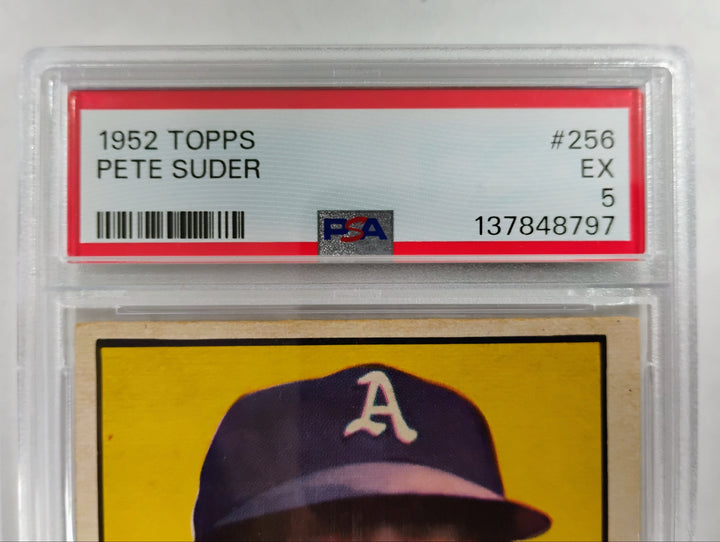 1952 TOPPS #256
PETE SUDER EX
5
PSA 137848797
A